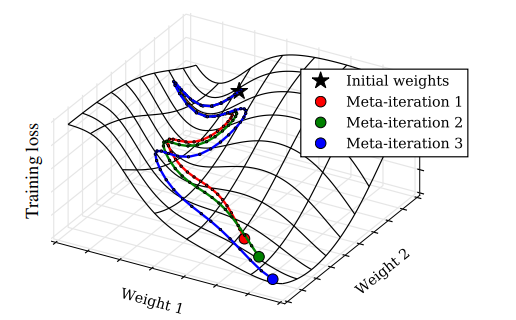 Initial weights
Meta-iteration 1
Meta-iteration 2
Meta-iteration 3
Training loss
Weight 1
Weight 2